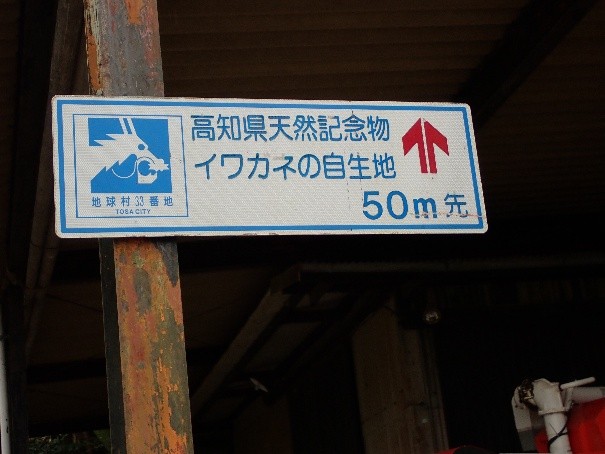 高知県天然記念物
イワカネの自生地
50m先
地球村33番地
TOSA CITY